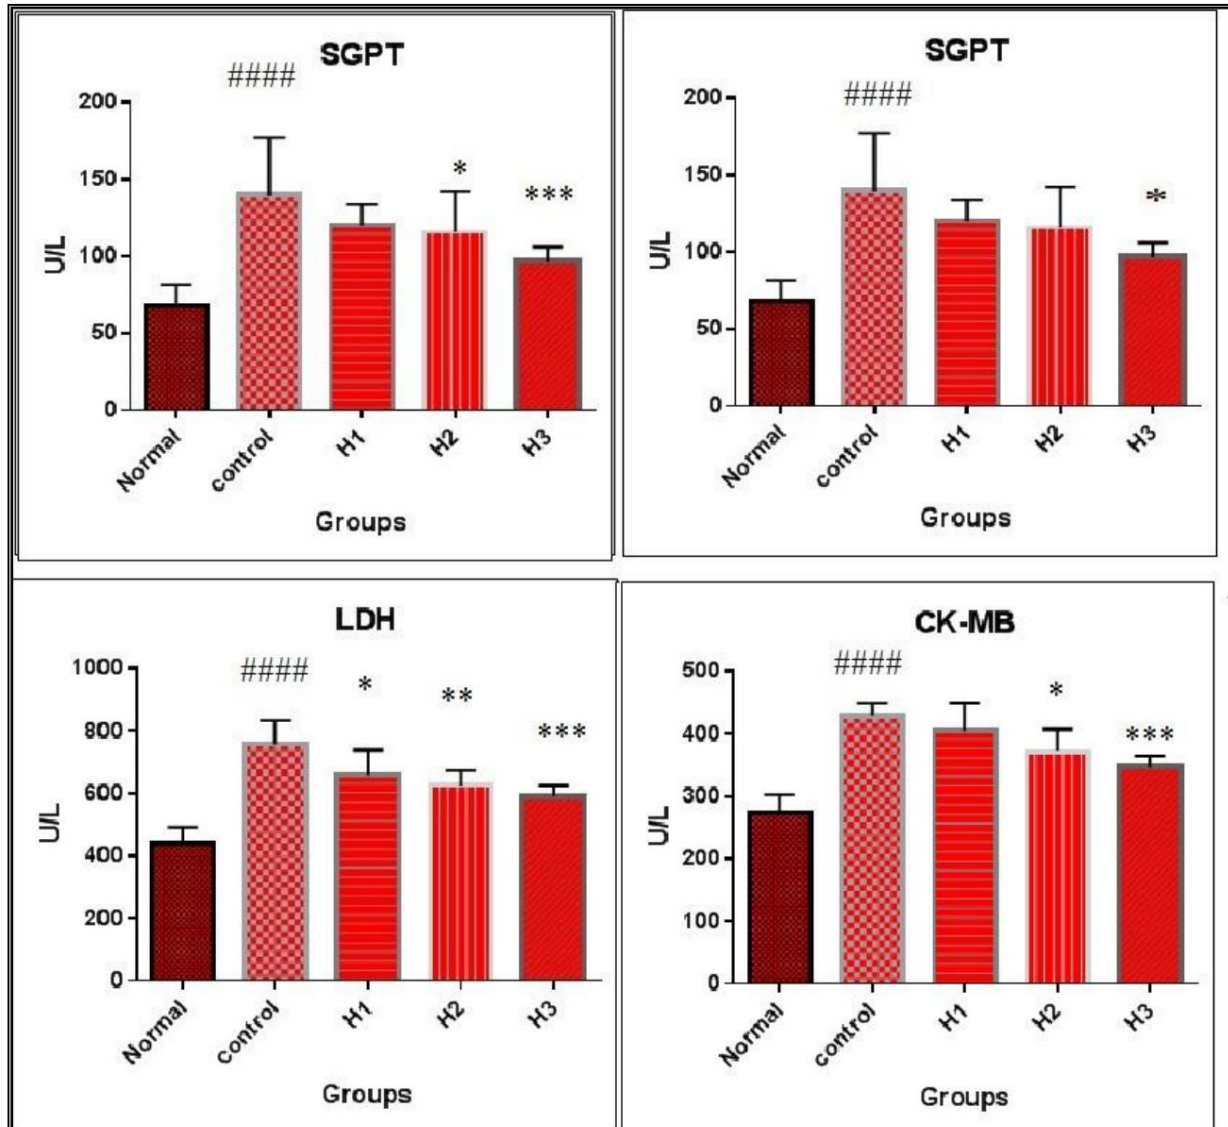 SGPT
####
200
150
100
50
0
*
***
U/L
Normal
control
H1
H2
H3
Groups
SGPT
####
200
150
100
50
0
*
U/L
Normal
control
H1
H2
H3
Groups
LDH
####
1000
800
600
400
200
0
*
**
***
U/L
Normal
control
H1
H2
H3
Groups
CK-MB
####
500
400
300
200
100
0
*
***
U/L
Normal
control
H1
H2
H3
Groups